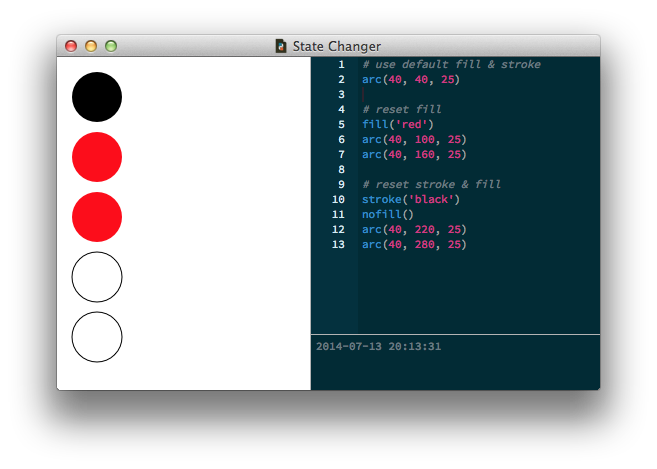 State Changer
1 # use default fill & stroke
2 arc(40, 40, 25)
3
4 # reset fill
5 fill('red')
6 arc(40, 100, 25)
7 arc(40, 160, 25)
8
9 # reset stroke & fill
10 stroke('black')
11 nofill()
12 arc(40, 220, 25)
13 arc(40, 280, 25)
2014-07-13 20:13:31